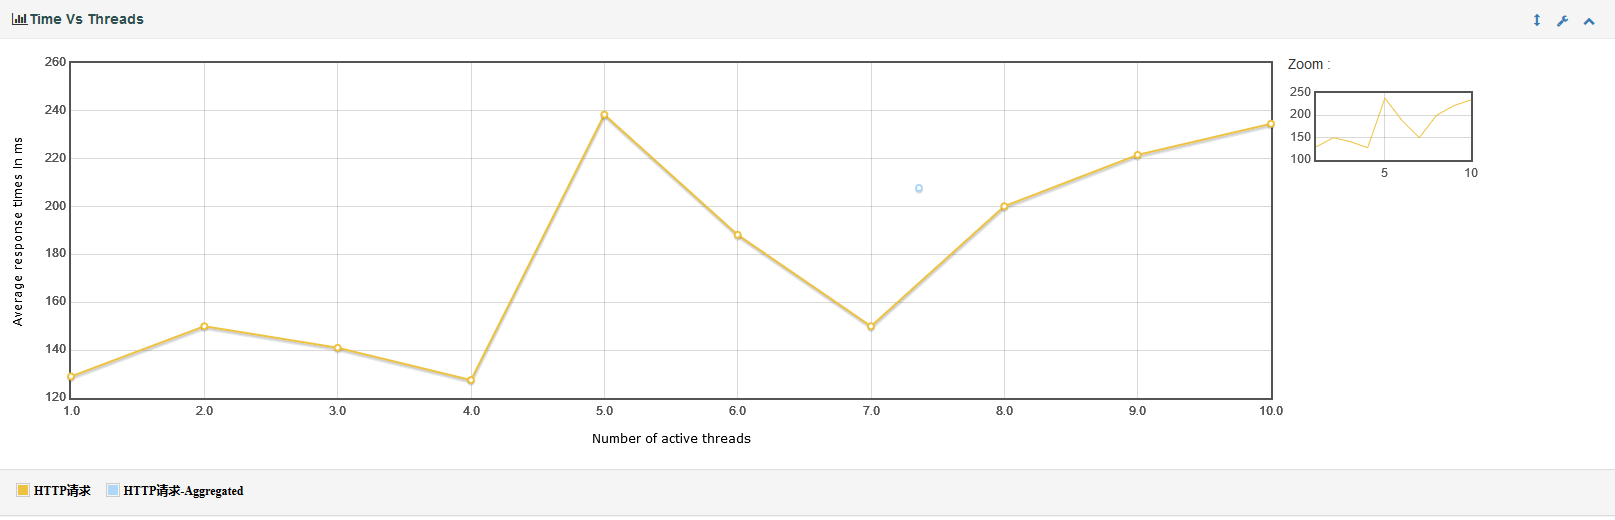 Time Vs Threads
260
240
220
200
180
160
140
120
Average response times in ms
1.0 2.0 3.0 4.0 5.0 6.0 7.0 8.0 9.0 10.0
Number of active threads
Zoom :
250
200
150
100
5 10
HTTP请求 HTTP请求-Aggregated